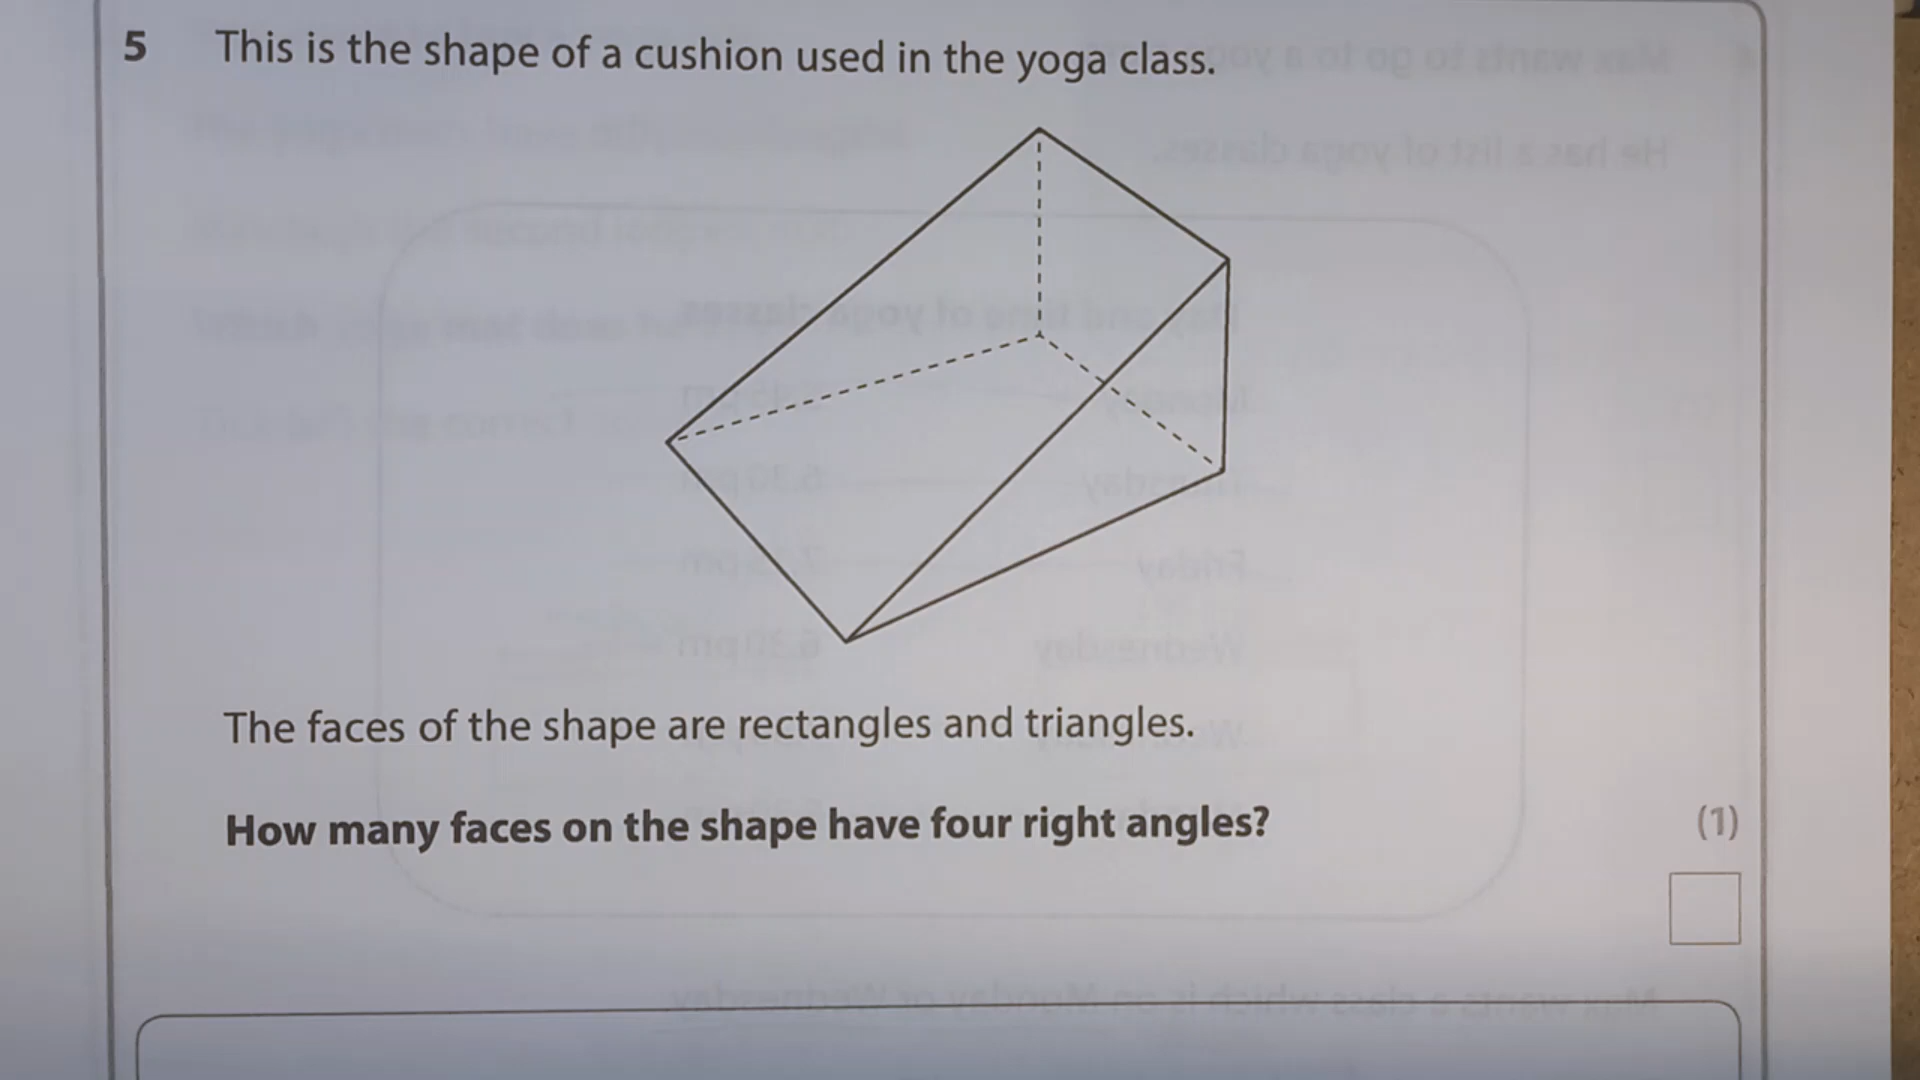 5 This is the shape of a cushion used in the yoga class.
The faces of the shape are rectangles and triangles.
How many faces on the shape have four right angles?
(1)